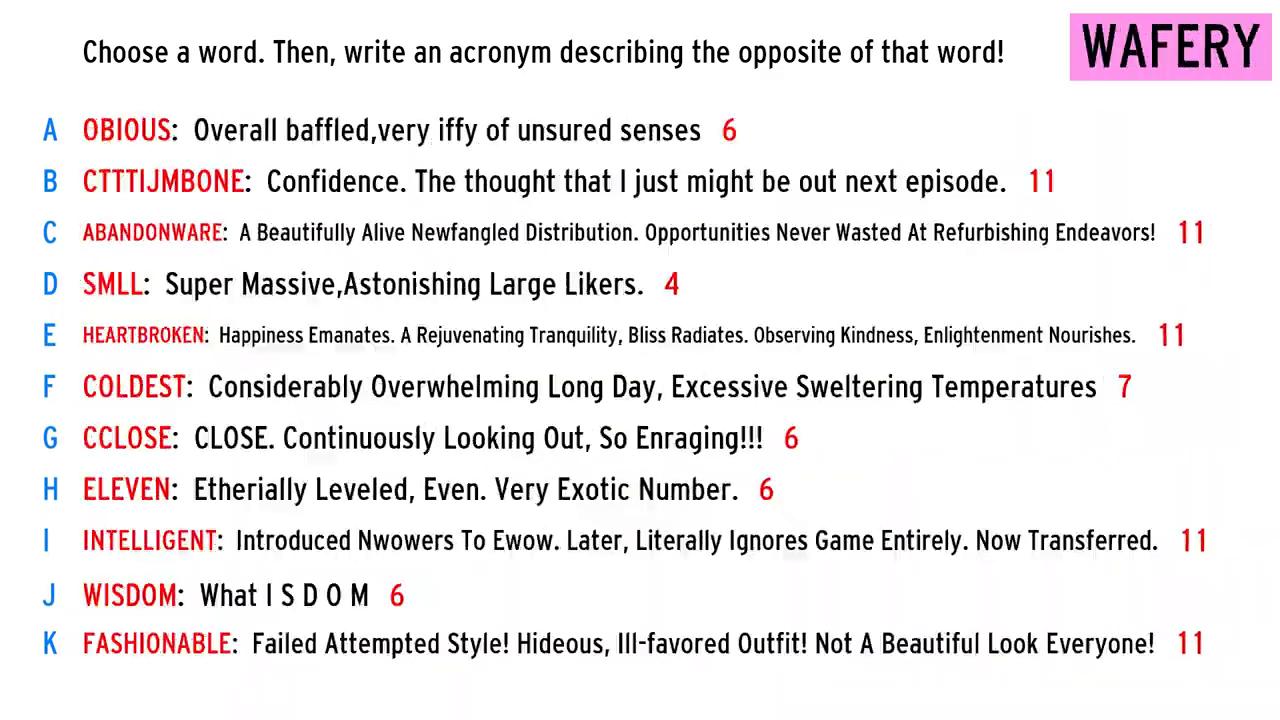 Choose a word. Then, write an acronym describing the opposite of that word!
WAFERY
A OBIOUS: Overall baffled,very iffy of unsured senses 6
B CTTTIJMBONE: Confidence. The thought that I just might be out next episode. 11
C ABANDONWARE: A Beautifully Alive Newfangled Distribution. Opportunities Never Wasted At Refurbishing Endeavors! 11
D SMLL: Super Massive,Astonishing Large Likers. 4
E HEARTBROKEN: Happiness Emanates. A Rejuvenating Tranquility, Bliss Radiates. Observing Kindness, Enlightenment Nourishes. 11
F COLDEST: Considerably Overwhelming Long Day, Excessive Sweltering Temperatures 7
G CCLOSE: CLOSE. Continuously Looking Out, So Enraging!!! 6
H ELEVEN: Etherially Leveled, Even. Very Exotic Number. 6
I INTELLIGENT: Introduced Nwowers To Ewow. Later, Literally Ignores Game Entirely. Now Transferred. 11
J WISDOM: What I S D O M 6
K FASHIONABLE: Failed Attempted Style! Hideous, Ill-favored Outfit! Not A Beautiful Look Everyone! 11